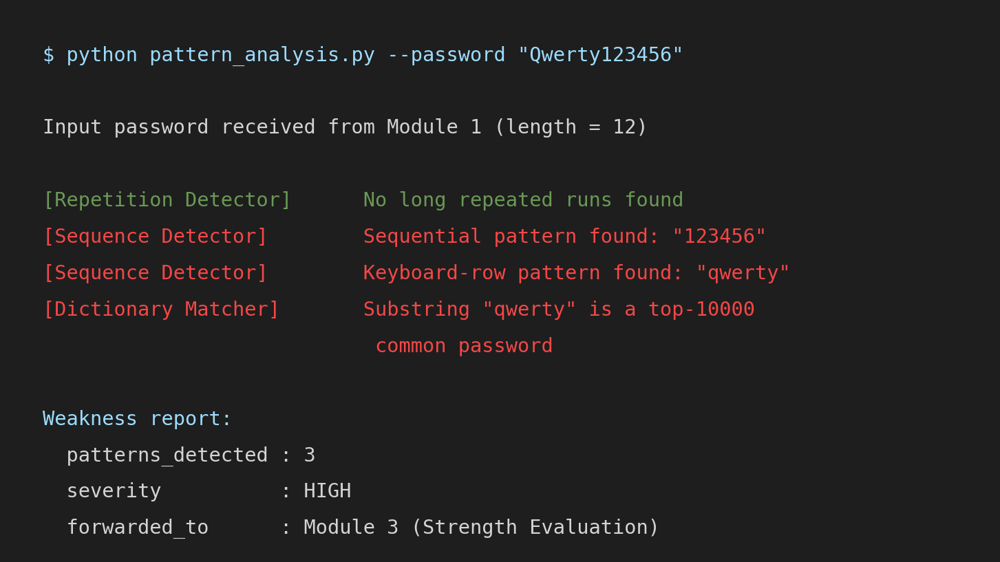 $ python pattern_analysis.py --password "Qwerty123456"
Input password received from Module 1 (length = 12)
[Repetition Detector]      No long repeated runs found
[Sequence Detector]        Sequential pattern found: "123456"
[Sequence Detector]        Keyboard-row pattern found: "qwerty"
[Dictionary Matcher]       Substring "qwerty" is a top-10000
                            common password
Weakness report:
  patterns_detected : 3
  severity          : HIGH
  forwarded_to      : Module 3 (Strength Evaluation)